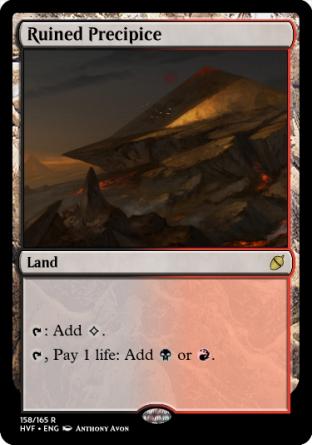 Ruined Precipice
Land
: Add .
, Pay 1 life: Add or .
158/165 R
HVF • ENG Anthony Avon